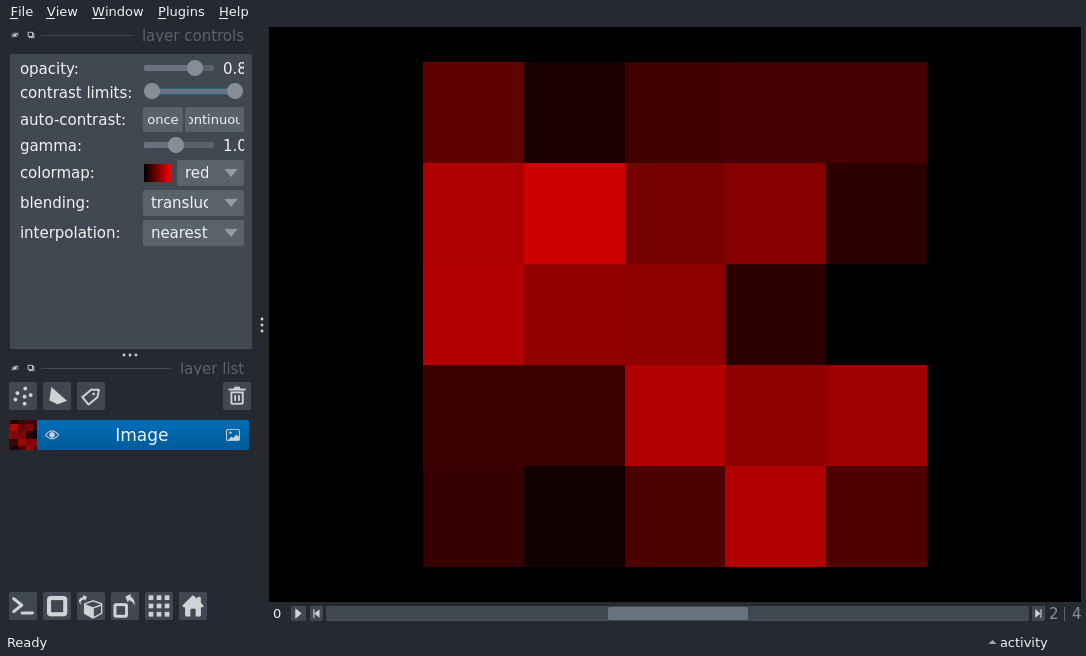 File View Window Plugins Help
layer controls
opacity: 0.8
contrast limits:
auto-contrast: once ontinuou
gamma: 1.0
colormap: red
blending: transluc
interpolation: nearest
layer list
Image
0 2 | 4
Ready activity